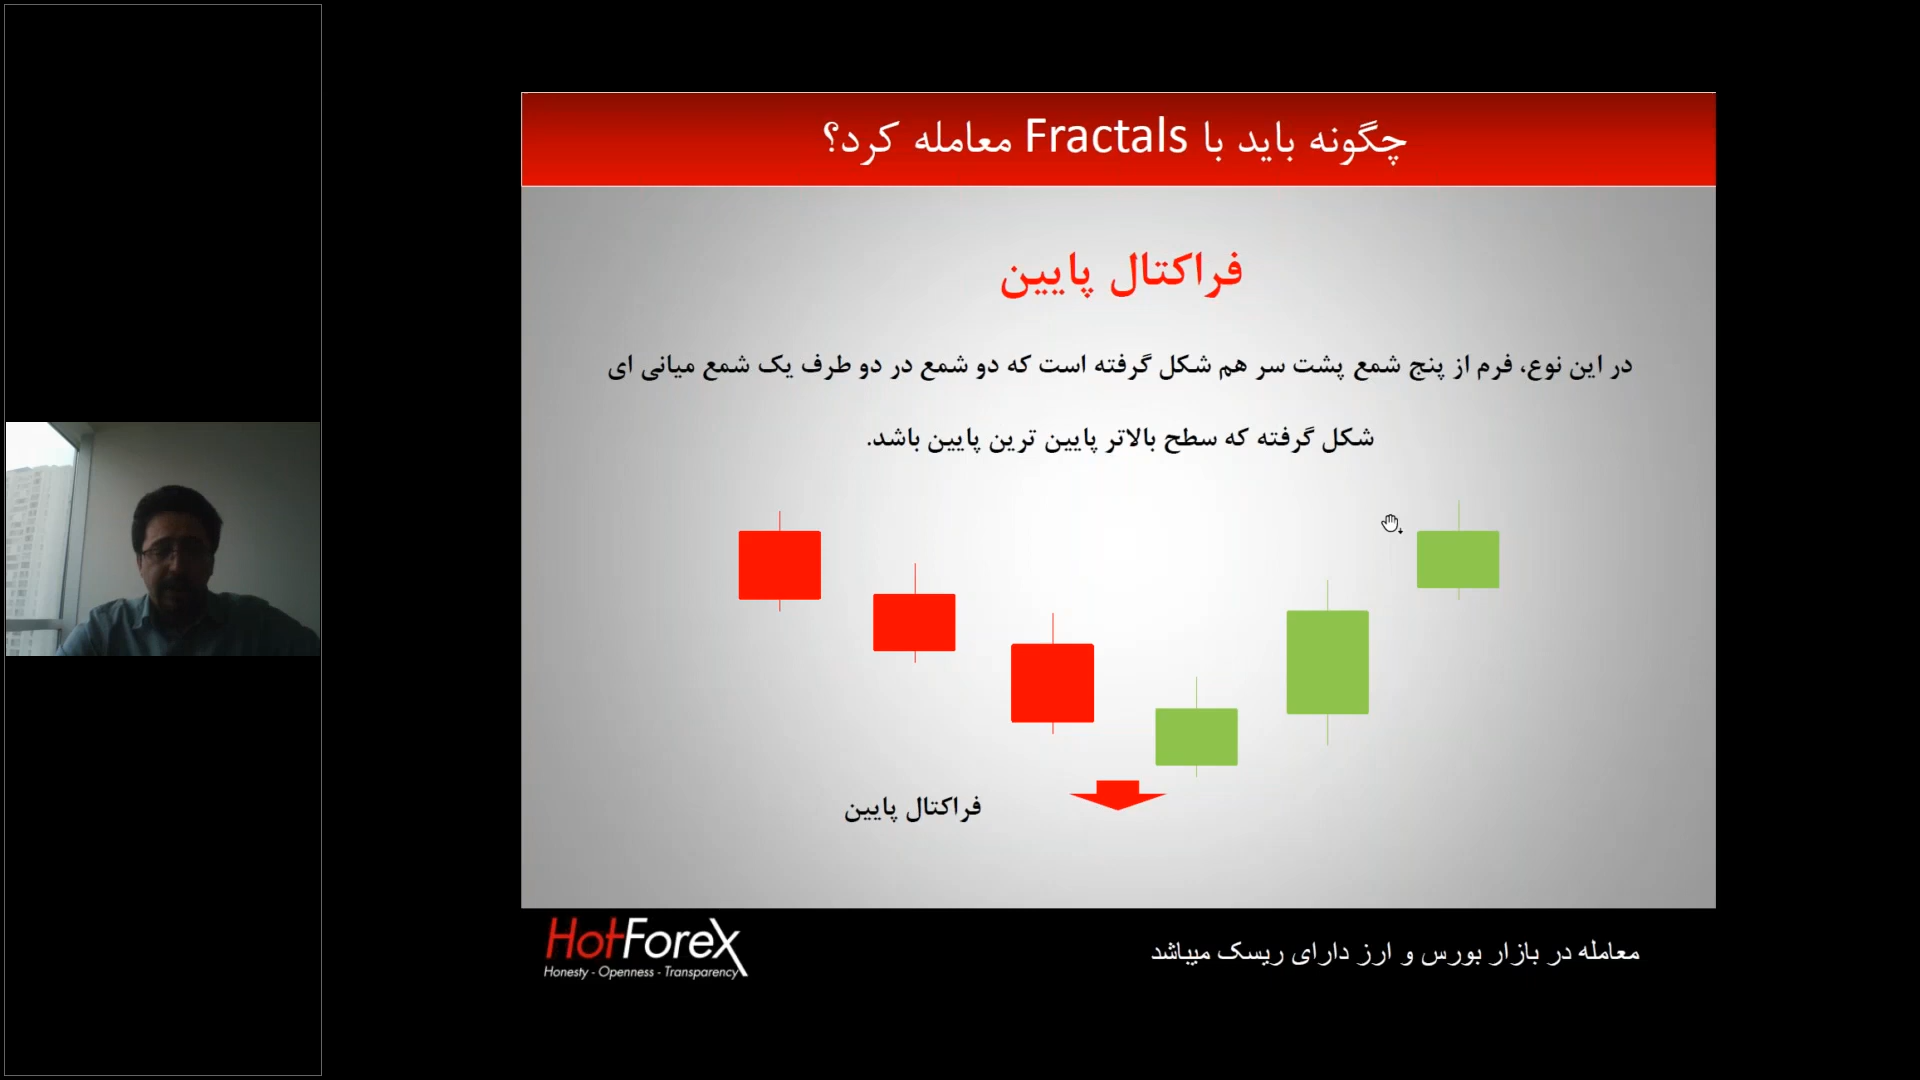 چگونه باید با Fractals معامله کرد؟
فراکتال پایین
در این نوع، فرم از پنج شمع پشت سر هم شکل گرفته است که دو شمع در دو طرف یک شمع میانی ای
شکل گرفته که سطح بالاتر پایین ترین پایین باشد.
فراکتال پایین
HotForex
Honesty - Openness - Transparency
معامله در بازار بورس و ارز دارای ریسک میباشد